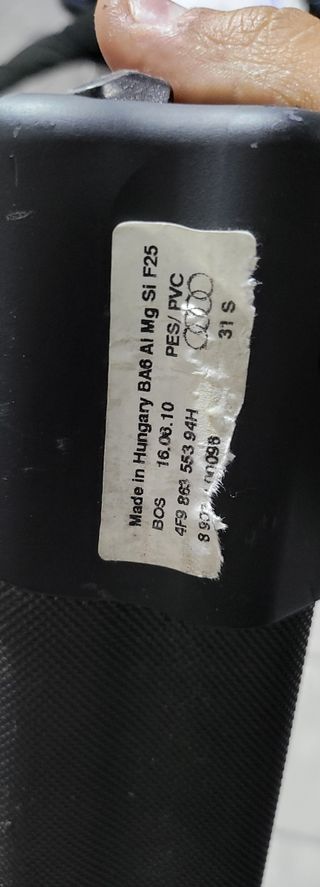 Made in Hungary BA6 Al Mg Si F25
BOS 16.06.10 PES/ PVC
4F9 863 553 94H
31 S